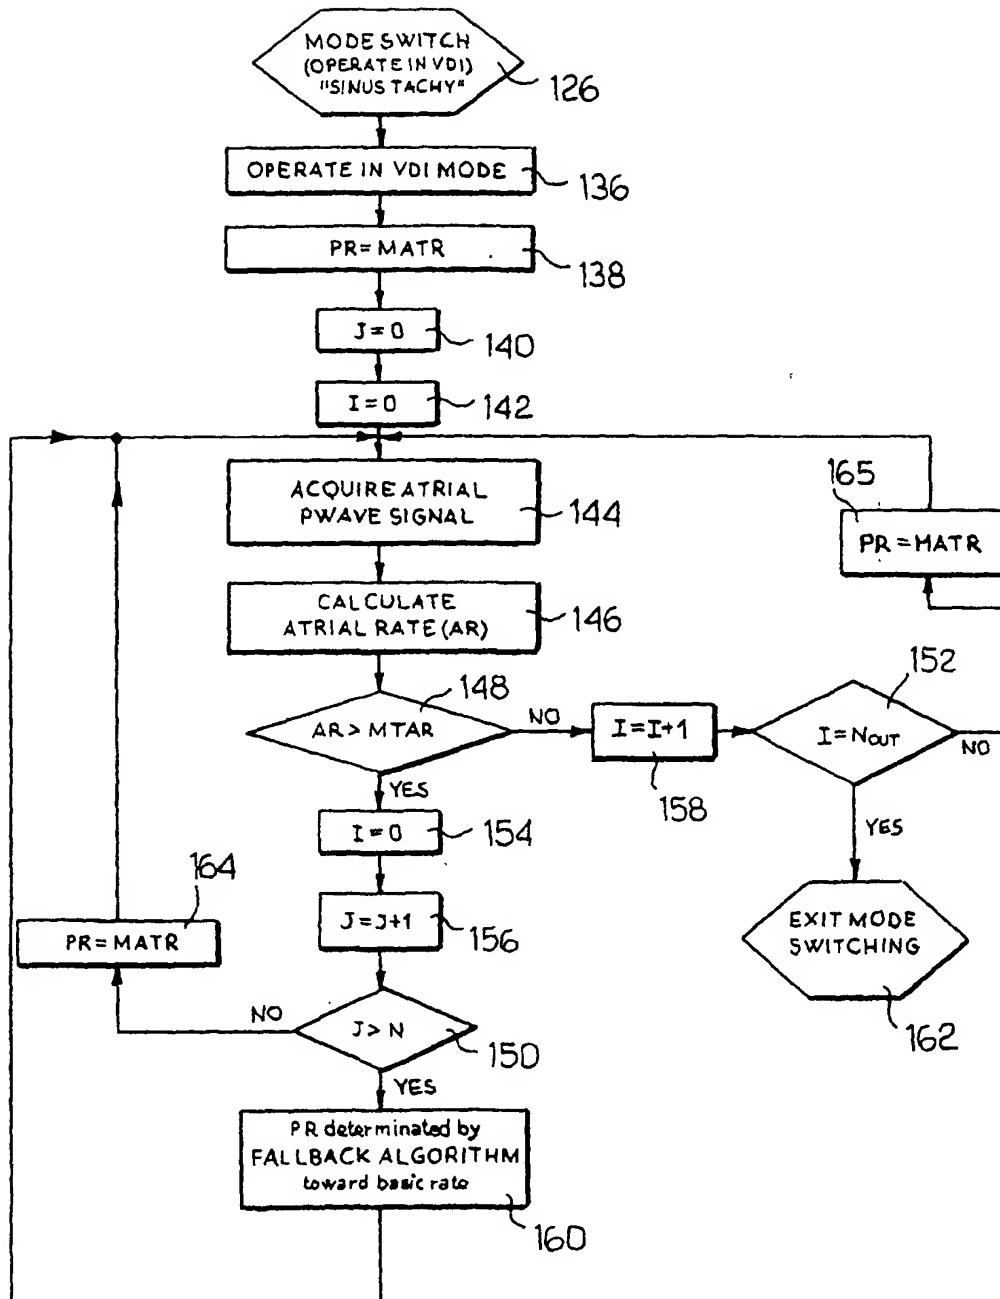 MODE SWITCH
(OPERATE IN VDI)
"SINUS TACHY"
126
OPERATE IN VDI MODE
136
PR=MATR
138
J=0
140
I=0
142
ACQUIRE ATRIAL
PWAVE SIGNAL
144
165
PR=MATR
CALCULATE
ATRIAL RATE (AR)
146
148
AR > MTAR
NO
YES
I=I+1
158
152
I=NOUT
NO
YES
I=0
154
J=J+1
156
164
PR=MATR
EXIT MODE
SWITCHING
162
NO
J>N
150
YES
PR determinated by
FALLBACK ALGORITHM
toward basic rate
160